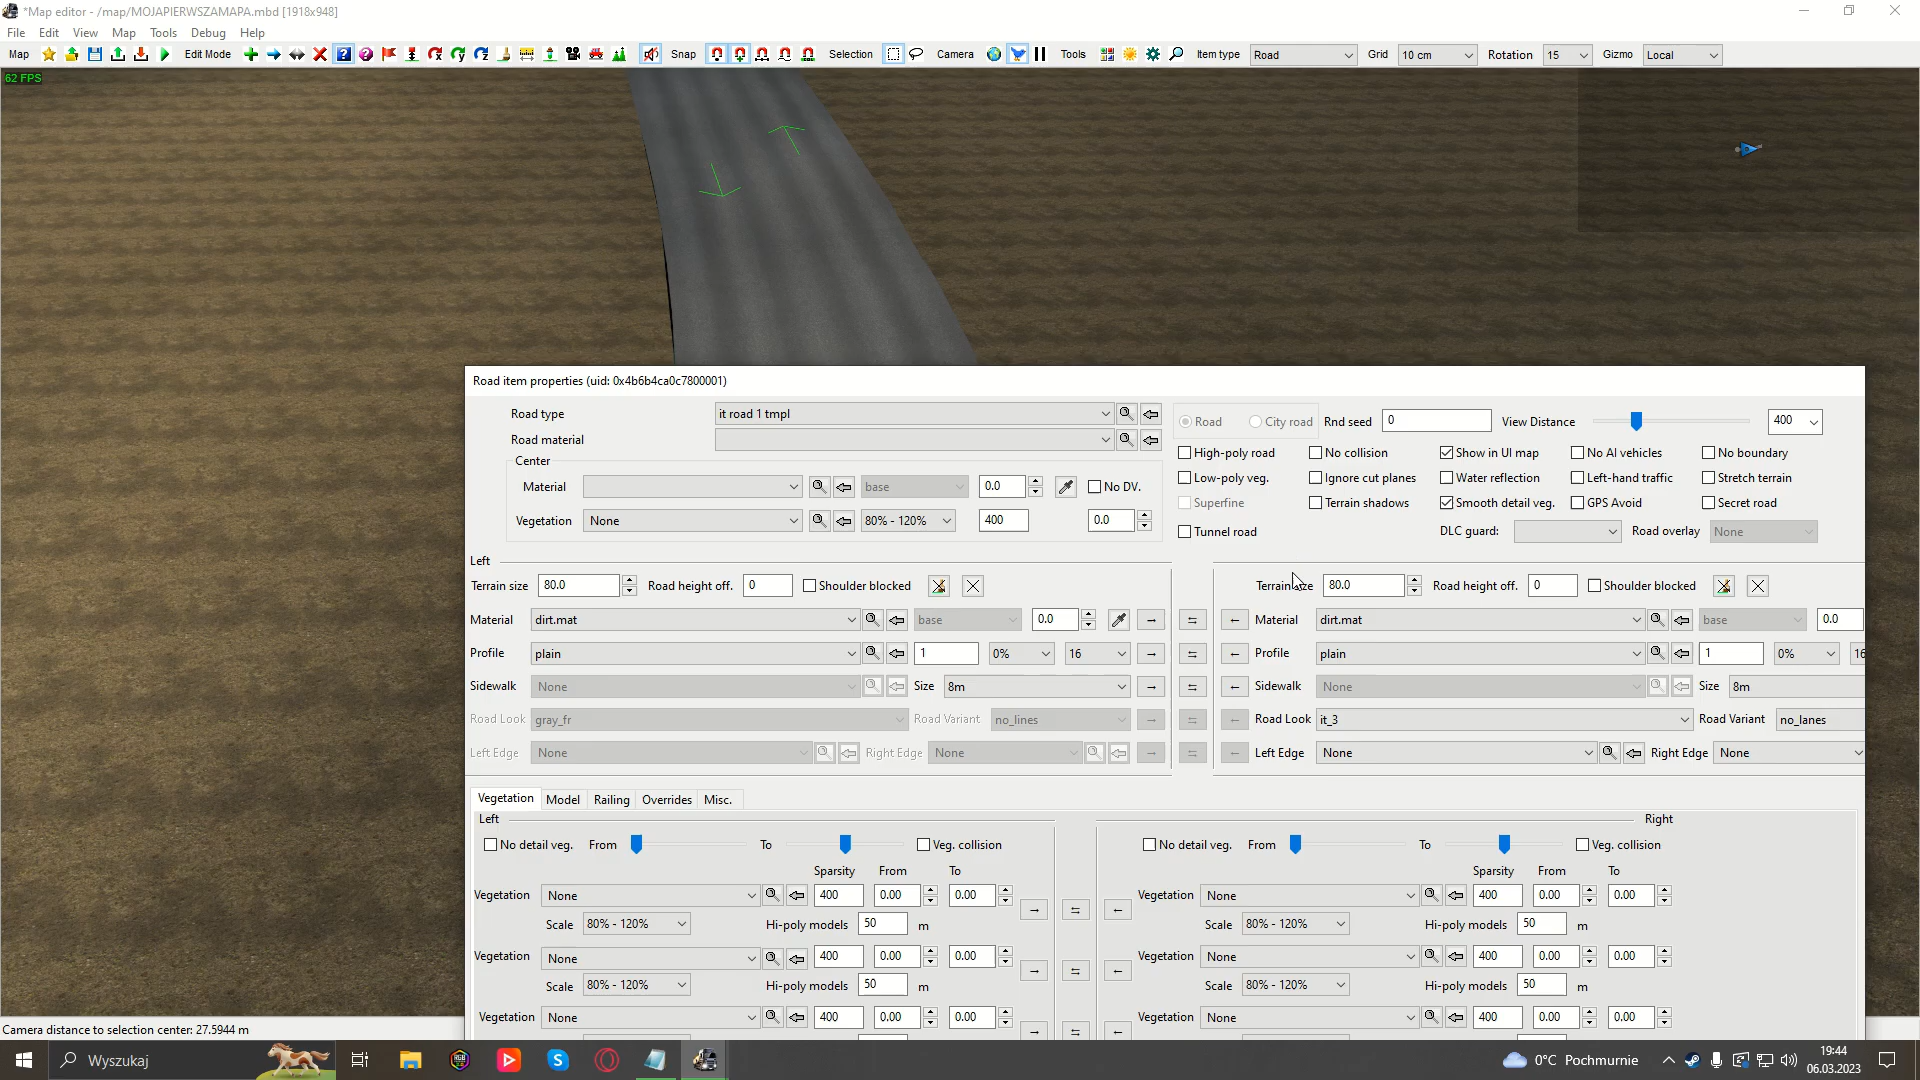 *Map editor - /map/MOJAPIERWSZAMAPA.mbd [1918x948]
File Edit View Map Tools Debug Help
Map Edit Mode Snap Selection Camera Tools Item type Road Grid 10 cm Rotation 15 Gizmo Local
62 FPS
Road item properties (uid: 0x4b6b4ca0c7800001)
Road type it road 1 tmpl Road City road Rnd seed 0 View Distance 400
Road material
Center High-poly road No collision Show in UI map No AI vehicles No boundary
Material base 0.0 No DV. Low-poly veg. Ignore cut planes Water reflection Left-hand traffic Stretch terrain
Superfine Terrain shadows Smooth detail veg. GPS Avoid Secret road
Vegetation None 80% - 120% 400 0.0 Tunnel road DLC guard: Road overlay None
Left
Terrain size 80.0 Road height off. 0 Shoulder blocked Terrain size 80.0 Road height off. 0 Shoulder blocked
Material dirt.mat base 0.0 Material dirt.mat base 0.0
Profile plain 1 0% 16 Profile plain 1 0% 16
Sidewalk None Size 8m Sidewalk None Size 8m
Road Look gray_fr Road Variant no_lines Road Look it_3 Road Variant no_lanes
Left Edge None Right Edge None Left Edge None Right Edge None
Vegetation Model Railing Overrides Misc.
Left Right
No detail veg. From To Veg. collision No detail veg. From To Veg. collision
Sparsity From To Sparsity From To
Vegetation None 400 0.00 0.00 Vegetation None 400 0.00 0.00
Scale 80% - 120% Hi-poly models 50 m Scale 80% - 120% Hi-poly models 50 m
Vegetation None 400 0.00 0.00 Vegetation None 400 0.00 0.00
Scale 80% - 120% Hi-poly models 50 m Scale 80% - 120% Hi-poly models 50 m
Vegetation None 400 0.00 0.00 Vegetation None 400 0.00 0.00
Camera distance to selection center: 27.5944 m
Wyszukaj 0°C Pochmurnie 19:44
06.03.2023